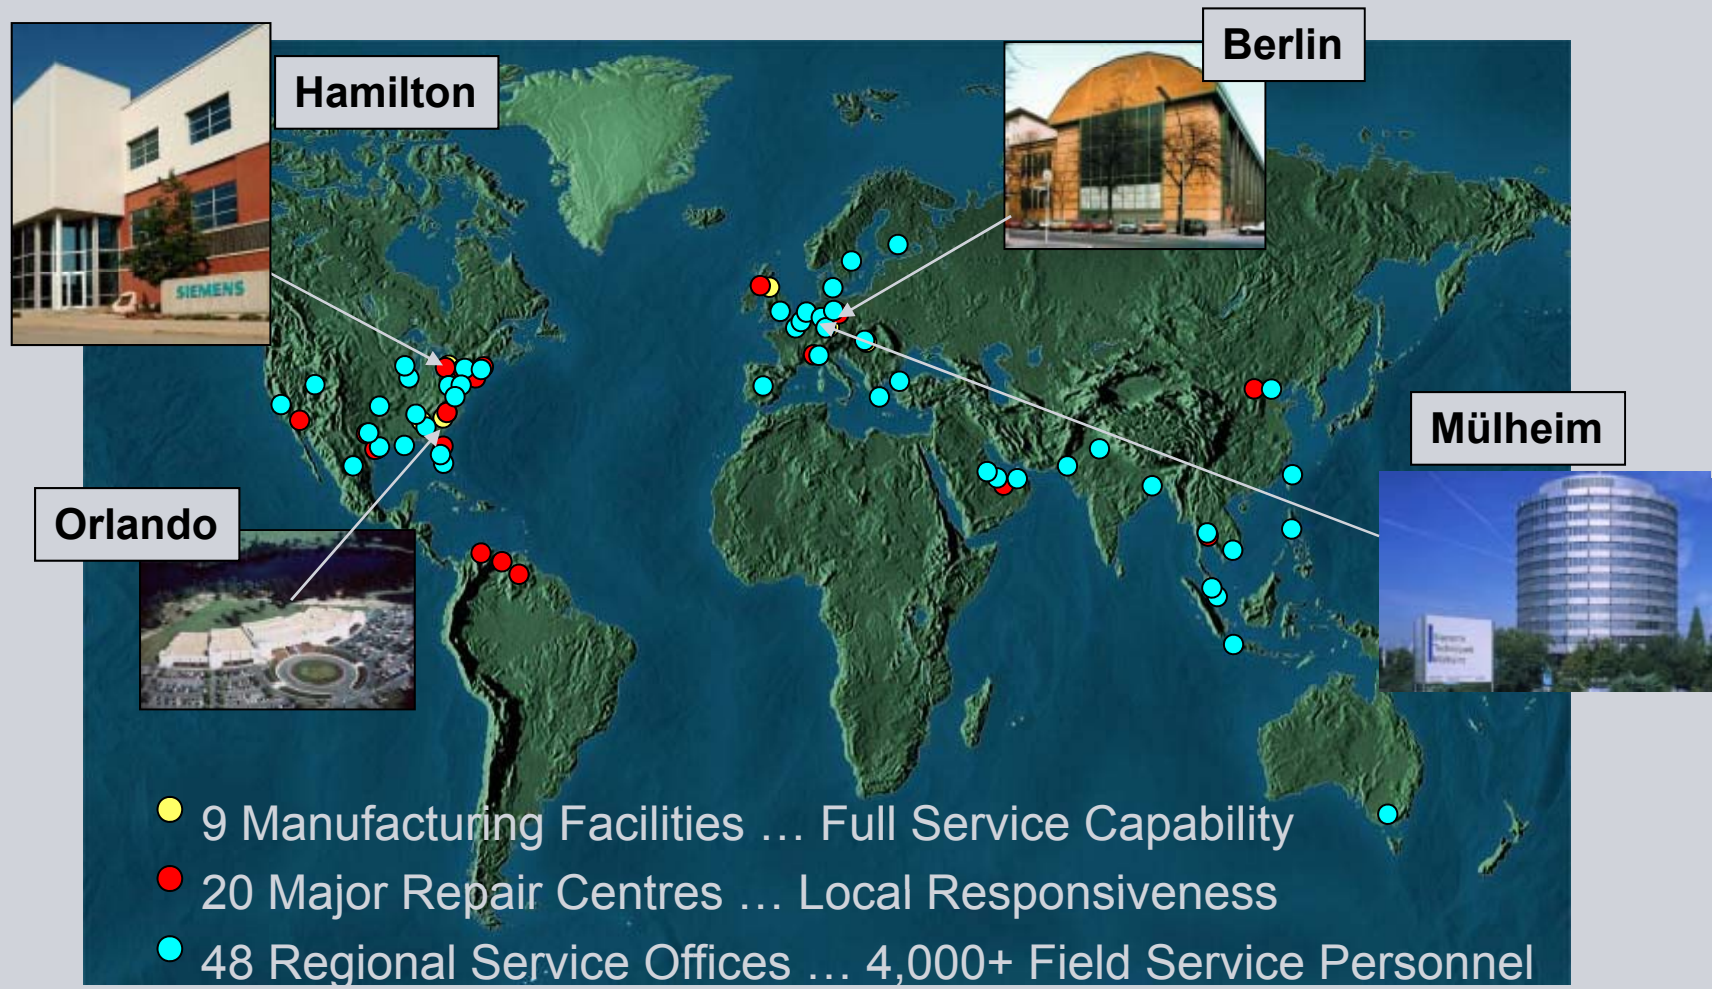 Berlin
Hamilton
SIEMENS
Mülheim
Orlando
9 Manufacturing Facilities … Full Service Capability
20 Major Repair Centres … Local Responsiveness
48 Regional Service Offices … 4,000+ Field Service Personnel